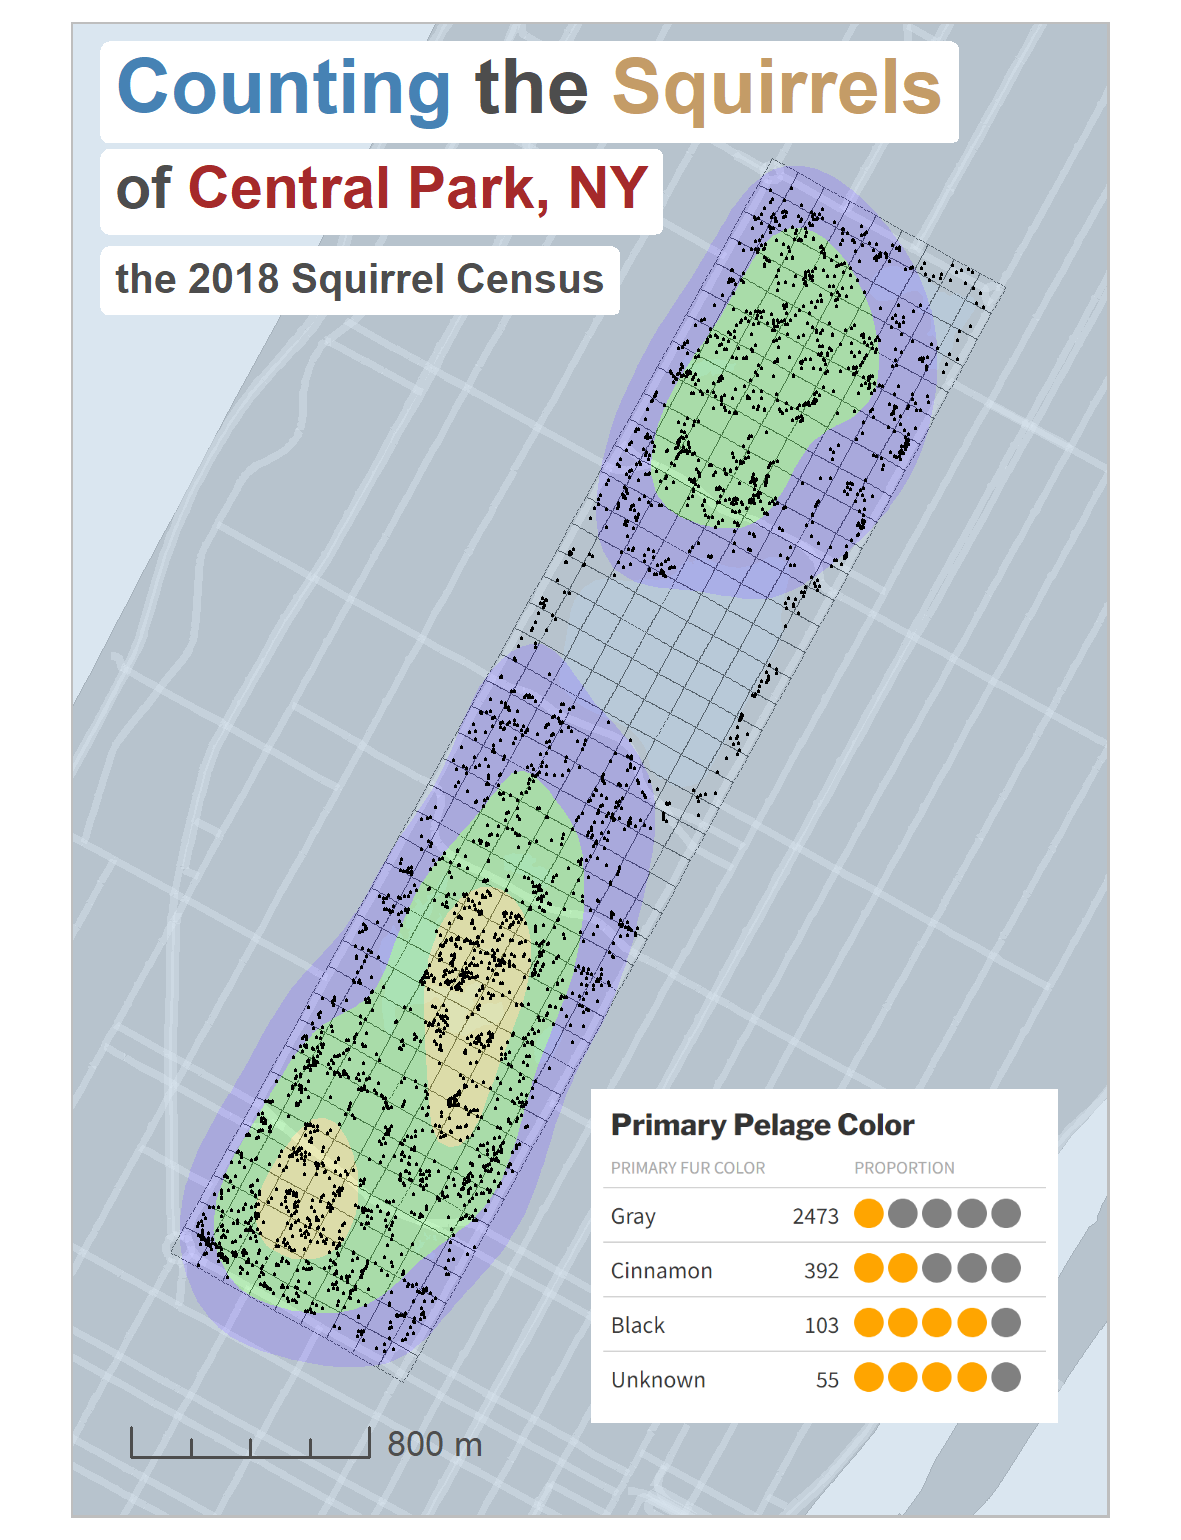 Counting the Squirrels
of Central Park, NY
the 2018 Squirrel Census
Primary Pelage Color
PRIMARY FUR COLOR PROPORTION
Gray 2473
Cinnamon 392
Black 103
Unknown 55
800 m